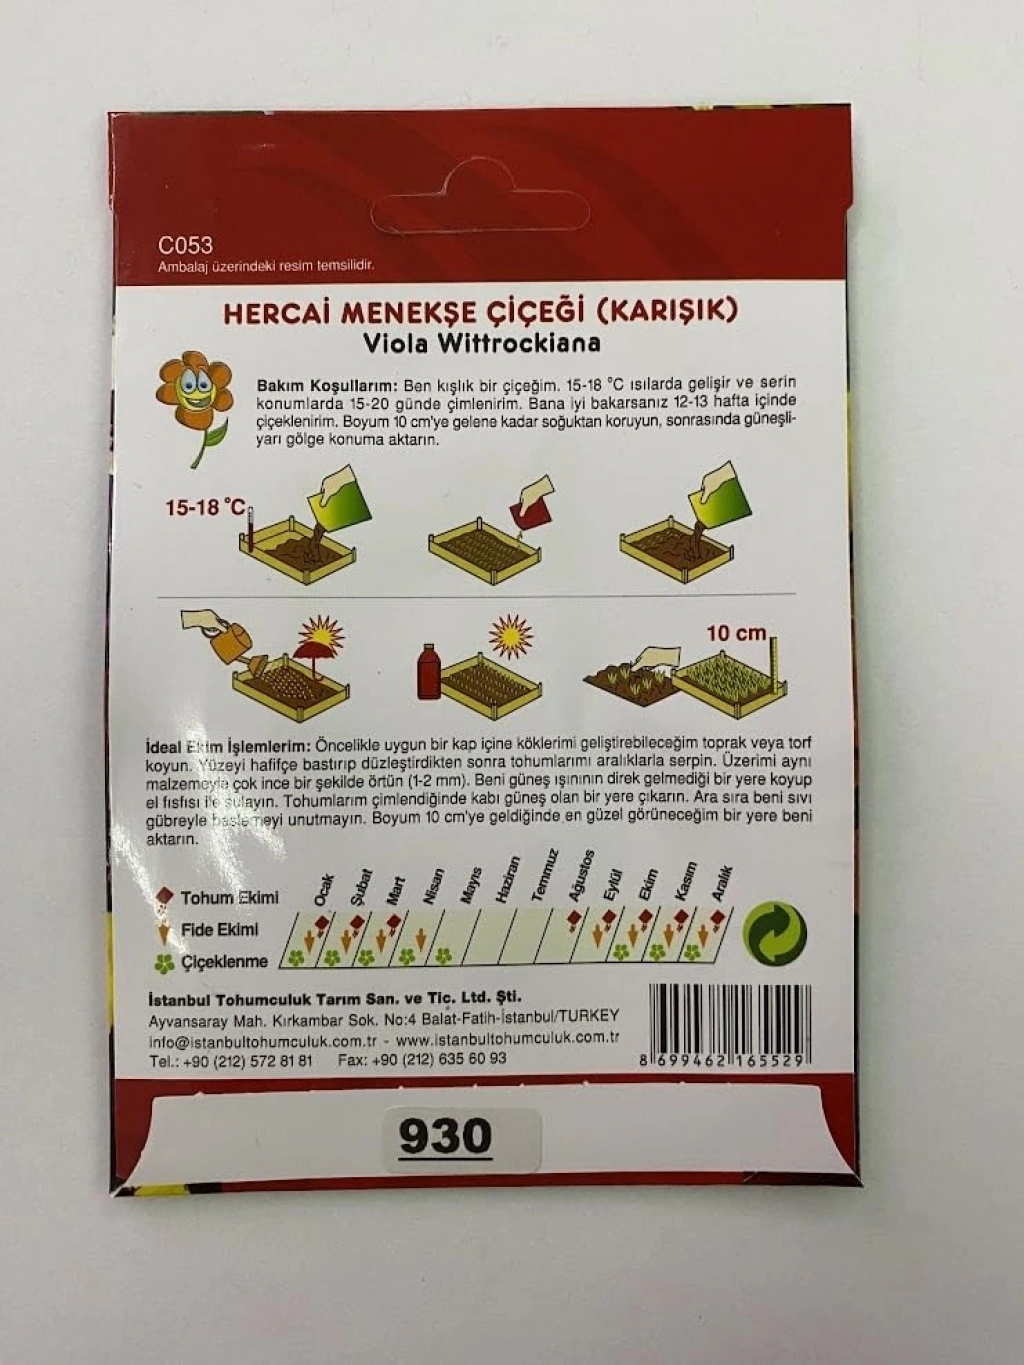 C053
Ambalaj üzerindeki resim temsilidir.
HERCAİ MENEKŞE ÇİÇEĞİ (KARIŞIK)
Viola Wittrockiana
Bakım Koşullarım: Ben kışlık bir çiçeğim. 15-18 °C ısılarda gelişir ve serin
konumlarda 15-20 günde çimlenirim. Bana iyi bakarsanız 12-13 hafta içinde
çiçeklenirim. Boyum 10 cm'ye gelene kadar soğuktan koruyun, sonrasında güneşli-
yarı gölge konuma aktarın.
15-18 °C
10 cm
İdeal Ekim İşlemlerim: Öncelikle uygun bir kap içine köklerimi geliştirebileceğim toprak veya torf
koyun. Yüzeyi hafifçe bastırıp düzleştirdikten sonra tohumlarımı aralıklarla serpin. Üzerimi aynı
malzemeyle çok ince bir şekilde örtün (1-2 mm). Beni güneş ışınının direk gelmediği bir yere koyup
el fısfısı ile sulayın. Tohumlarım çimlendiğinde kabı güneş olan bir yere çıkarın. Ara sıra beni sıvı
gübreyle beslemeyi unutmayın. Boyum 10 cm'ye geldiğinde en güzel görüneceğim bir yere beni
aktarın.
Ocak Şubat Mart Nisan Mayıs Haziran Temmuz Ağustos Eylül Ekim Kasım Aralık
Tohum Ekimi
Fide Ekimi
Çiçeklenme
İstanbul Tohumculuk Tarım San. ve Tic. Ltd. Şti.
Ayvansaray Mah. Kırkambar Sok. No:4 Balat-Fatih-İstanbul/TURKEY
info@istanbultohumculuk.com.tr - www.istanbultohumculuk.com.tr
Tel.: +90 (212) 572 81 81 Fax: +90 (212) 635 60 93
8 699462 165529
930